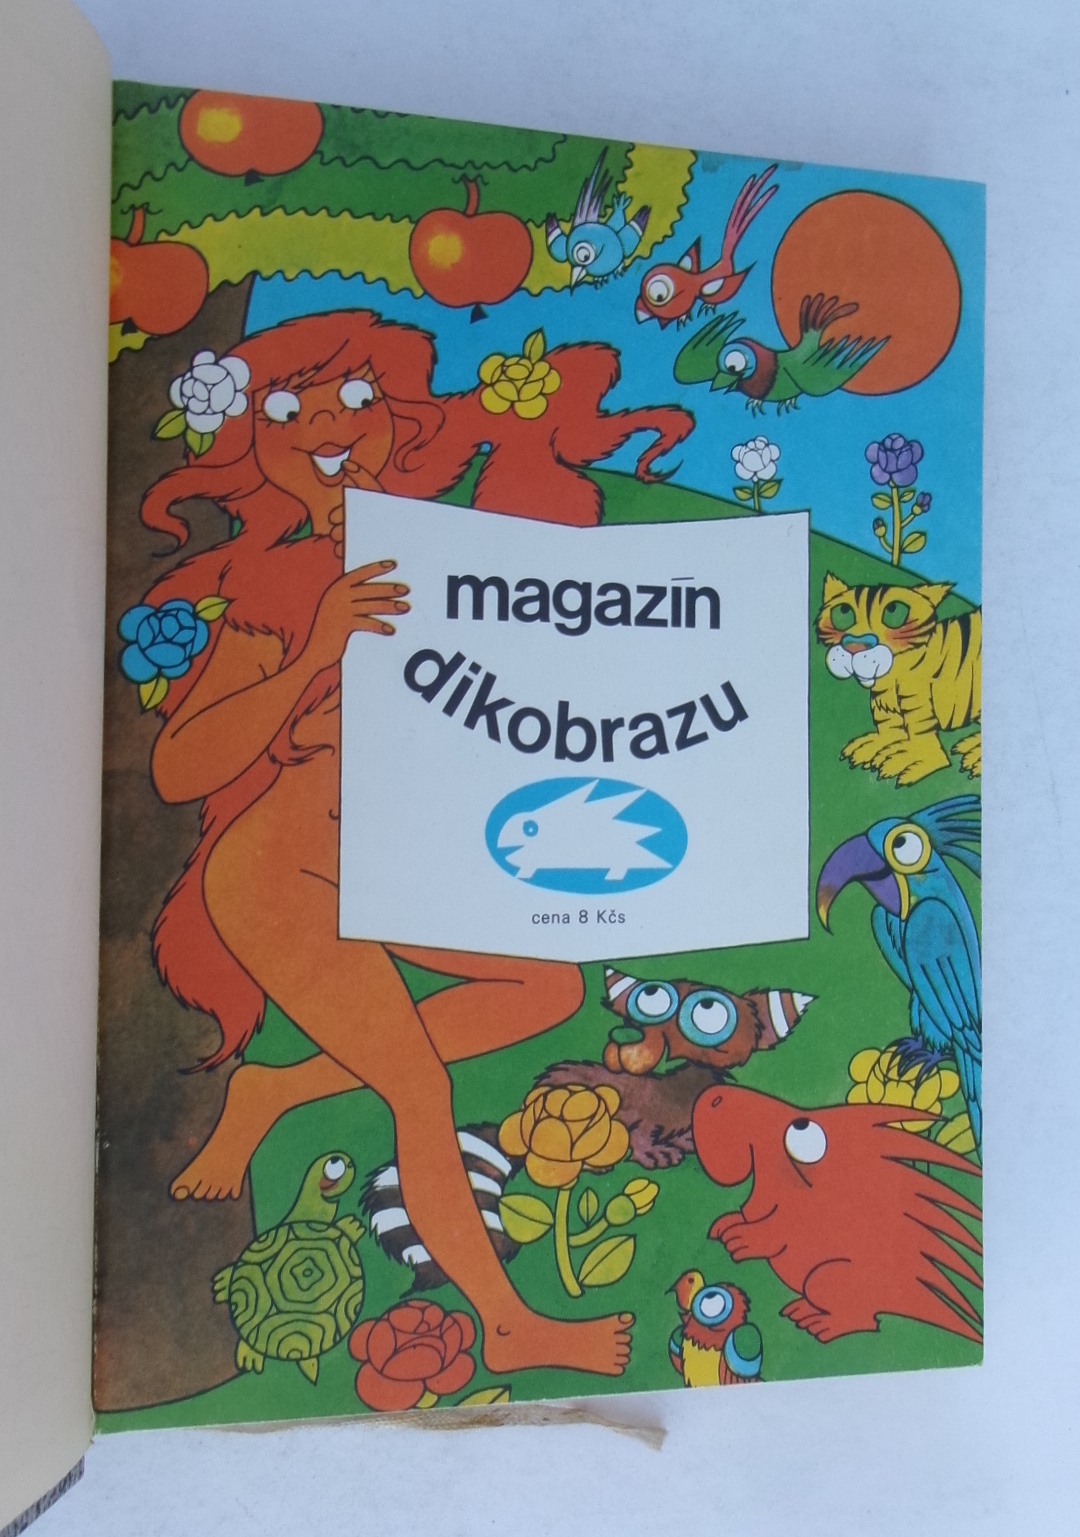 magazín
dikobrazu
cena 8 Kčs